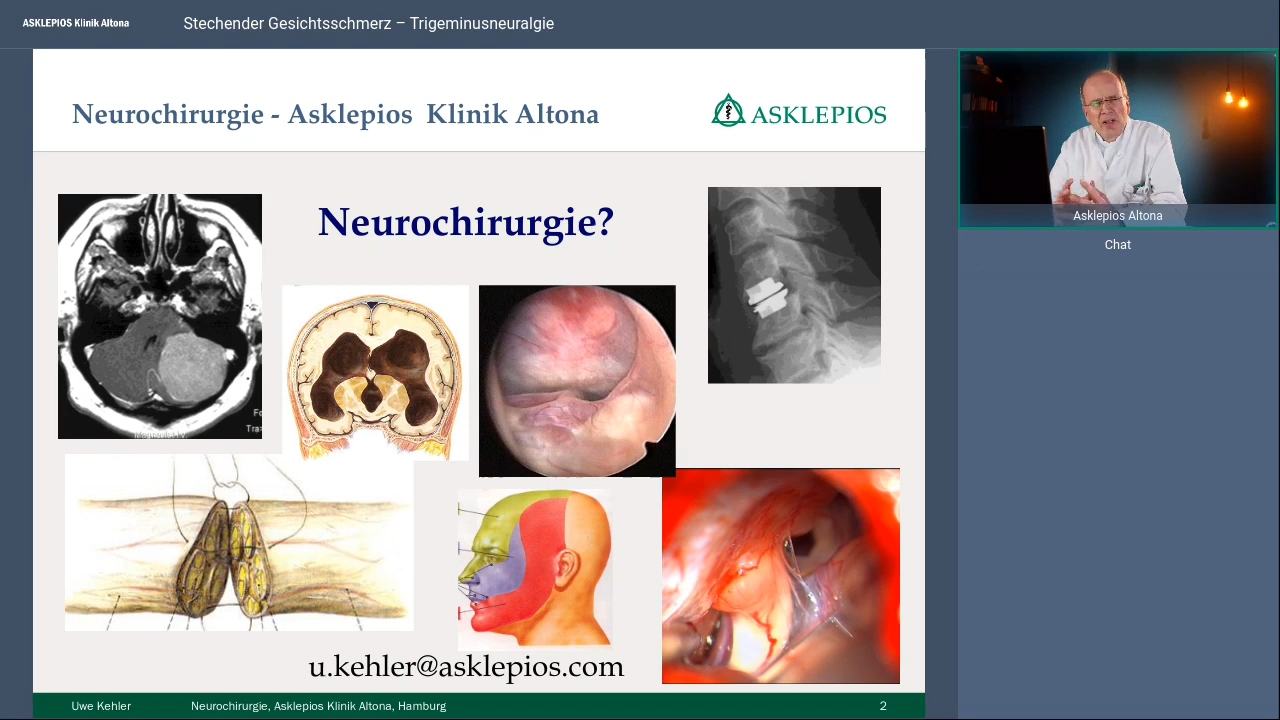 ASKLEPIOS Klinik Altona
Stechender Gesichtsschmerz – Trigeminusneuralgie
Neurochirurgie - Asklepios Klinik Altona
ASKLEPIOS
Neurochirurgie?
Asklepios Altona
Chat
u.kehler@asklepios.com
Uwe Kehler
Neurochirurgie, Asklepios Klinik Altona, Hamburg
2